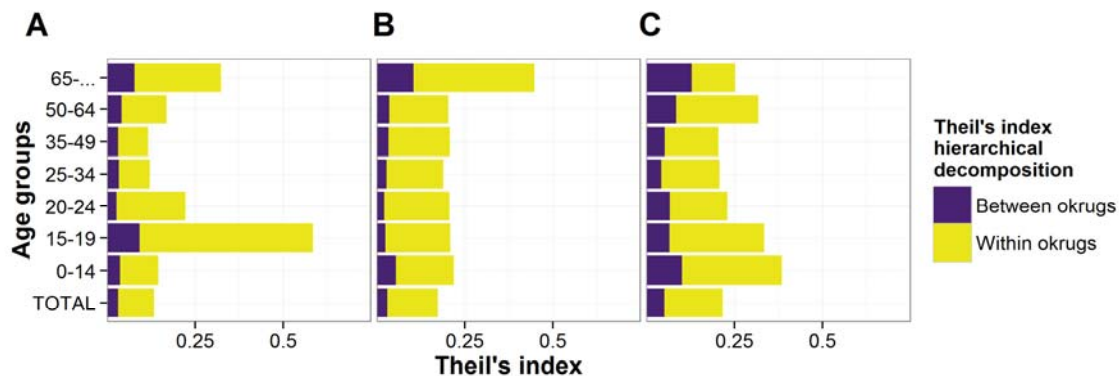 A
B
C
Age groups
65-...
50-64
35-49
25-34
20-24
15-19
0-14
TOTAL
0.25 0.5
0.25 0.5
0.25 0.5
Theil's index
Theil's index
hierarchical
decomposition
Between okrugs
Within okrugs